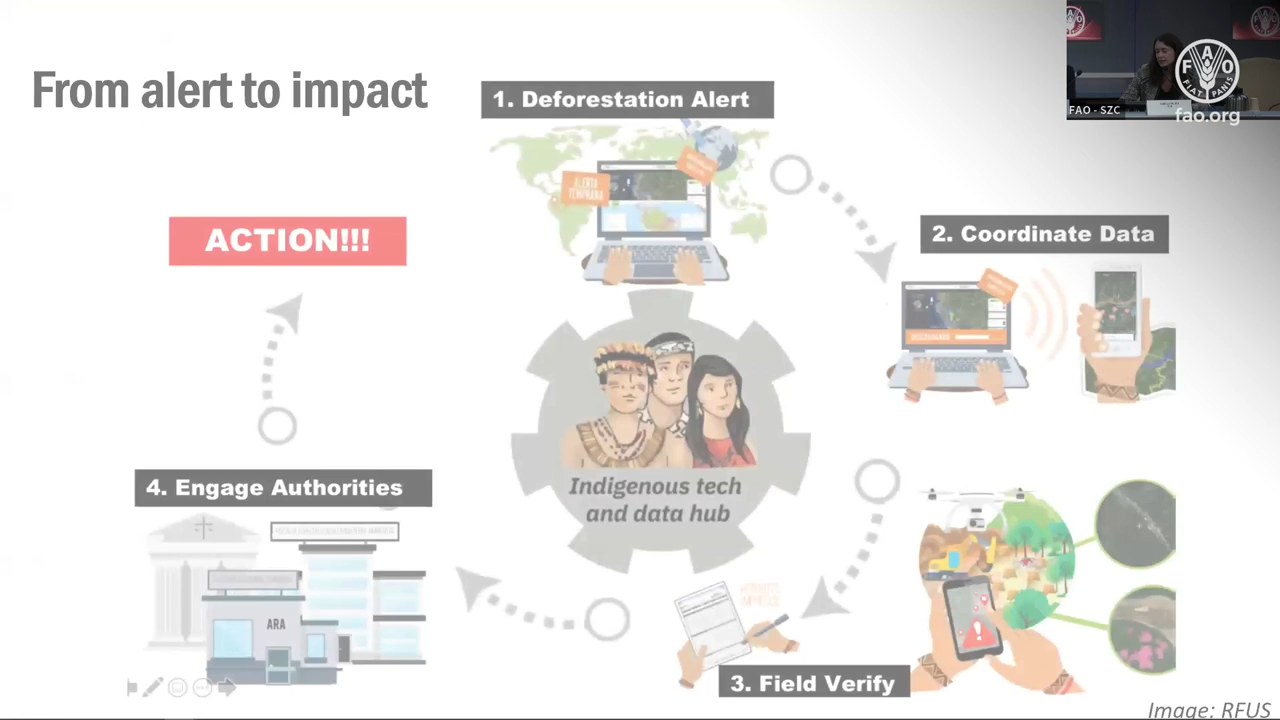 From alert to impact
1. Deforestation Alert
ALERTA
TEMPRANA
ACTION!!!
2. Coordinate Data
Indigenous tech
and data hub
4. Engage Authorities
ARA
3. Field Verify
Image: RFUS
FAO - SZC
F A O
FIAT PANIS
fao.org